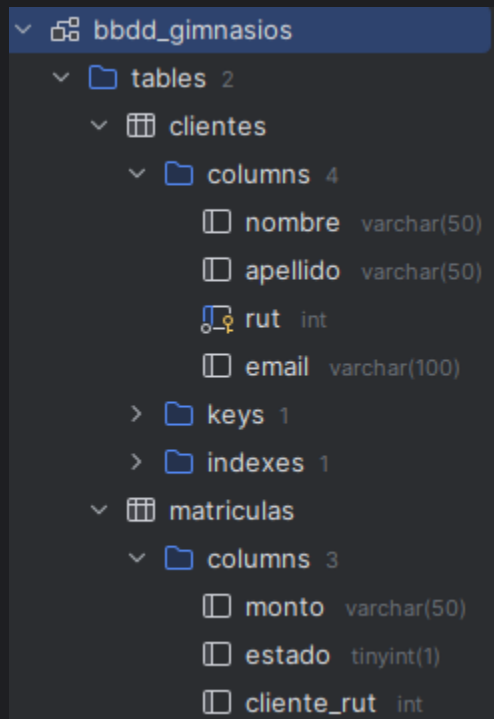 bbdd_gimnasios
tables 2
clientes
columns 4
nombre varchar(50)
apellido varchar(50)
rut int
email varchar(100)
keys 1
indexes 1
matriculas
columns 3
monto varchar(50)
estado tinyint(1)
cliente_rut int